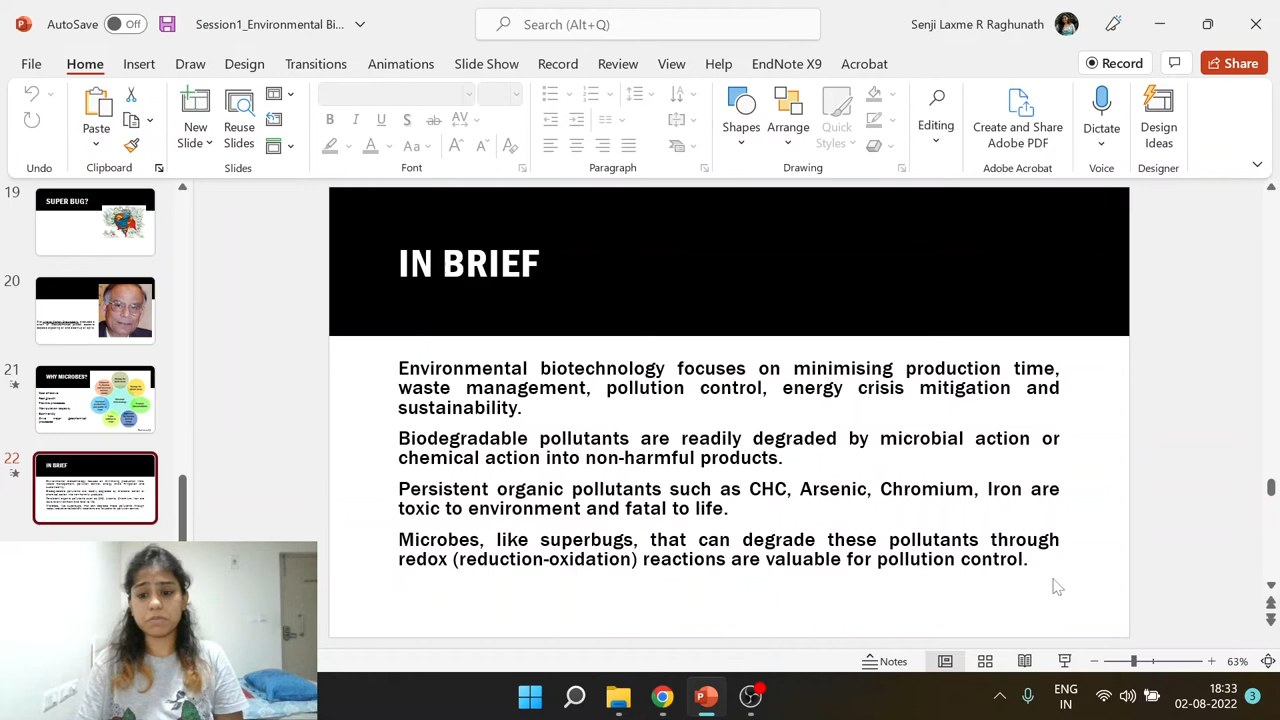 AutoSave
Off
Session1_Environmental Bi...
Search (Alt+Q)
Senji Laxme R Raghunath
File
Home
Insert
Draw
Design
Transitions
Animations
Slide Show
Record
Review
View
Help
EndNote X9
Acrobat
Record
Share
Paste
New
Slide
Reuse
Slides
Shapes
Arrange
Quick
Styles
Editing
Create and Share
Adobe PDF
Dictate
Design
Ideas
Undo
Clipboard
Slides
Font
Paragraph
Drawing
Adobe Acrobat
Voice
Designer
19
SUPER BUG?
20
21
WHY MICROBES?
22
IN BRIEF
IN BRIEF
Environmental biotechnology focuses on minimising production time,
waste management, pollution control, energy crisis mitigation and
sustainability.
Biodegradable pollutants are readily degraded by microbial action or
chemical action into non-harmful products.
Persistent organic pollutants such as CHC, Arsenic, Chromium, Iron are
toxic to environment and fatal to life.
Microbes, like superbugs, that can degrade these pollutants through
redox (reduction-oxidation) reactions are valuable for pollution control.
Notes
63%
ENG
IN
18:33
02-08-2022
3